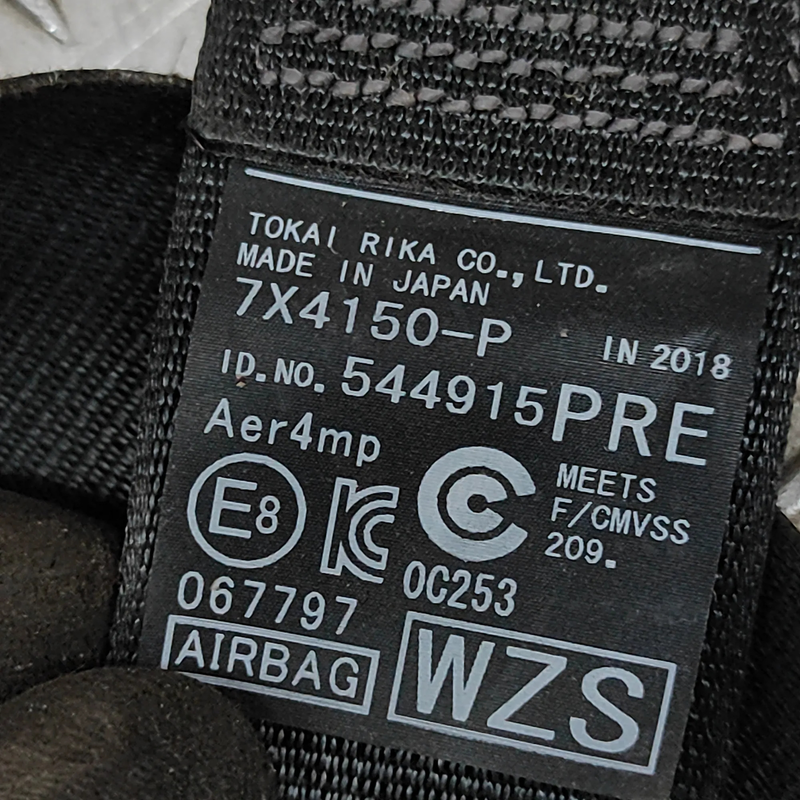 TOKAI RIKA CO., LTD.
MADE IN JAPAN
7X4150-P IN 2018
ID.NO. 544915PRE
Aer4mp
E8 KC C MEETS
F/CMVSS
209.
067797 0C253
AIRBAG WZS